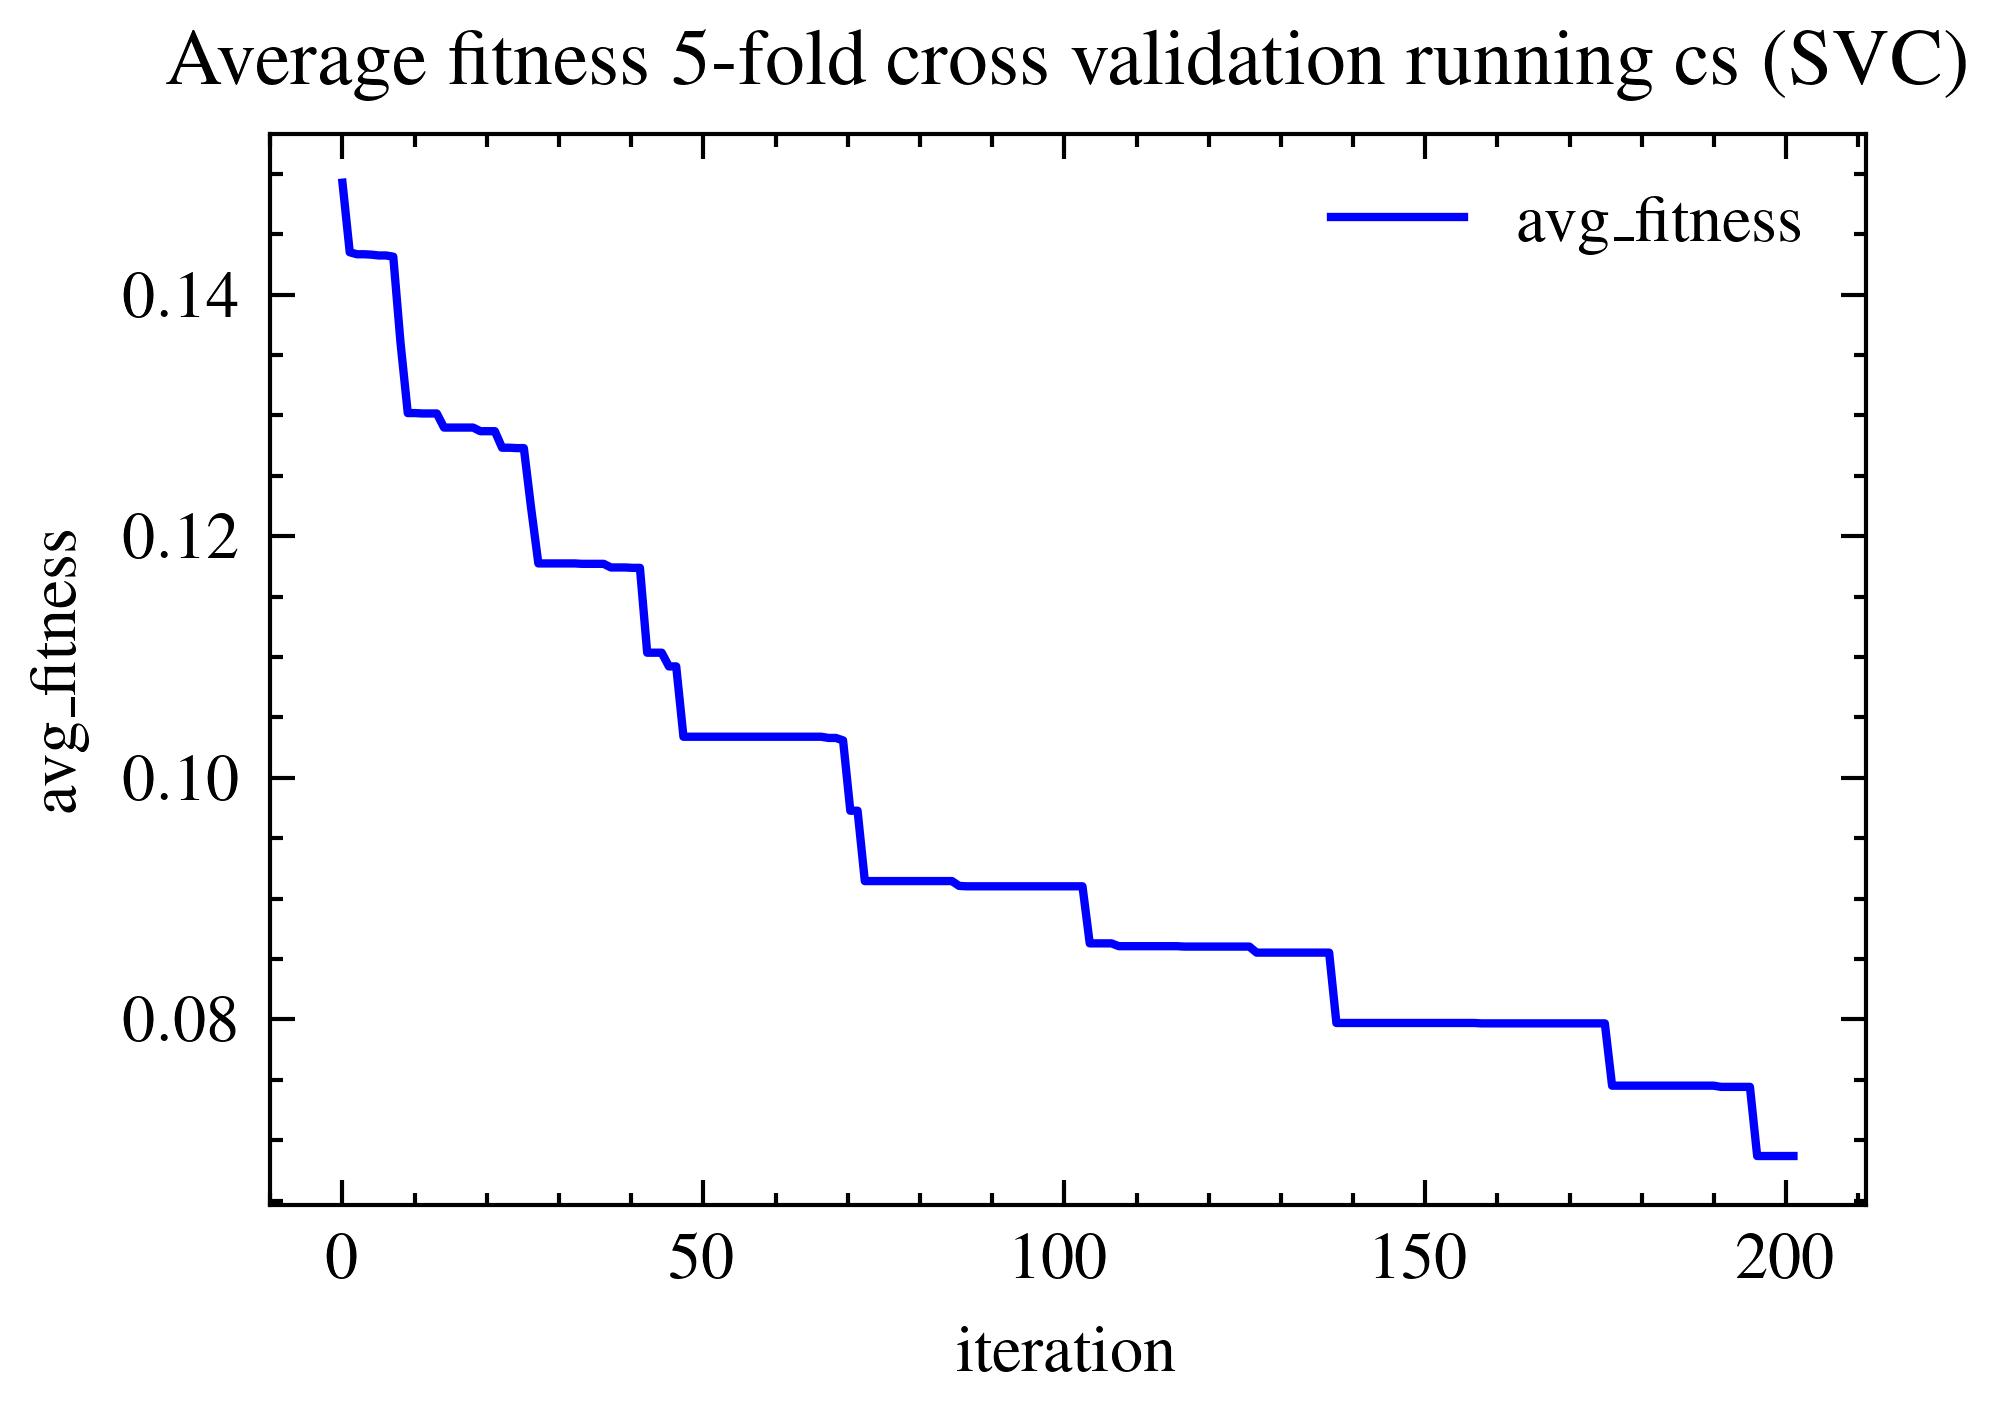 Average fitness 5-fold cross validation running cs (SVC)
avg_fitness
0.14
0.12
0.10
0.08
avg_fitness
0 50 100 150 200
iteration